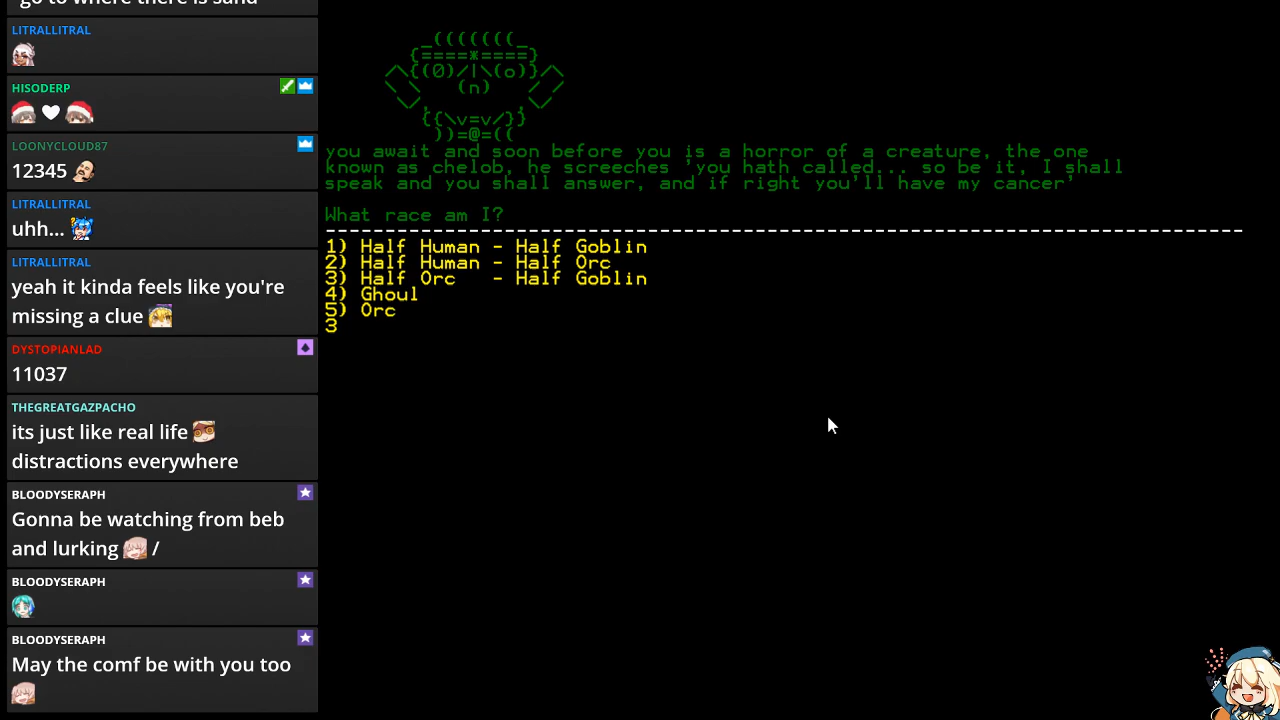 go to where there is sand
LITRALLITRAL
HISODERP
LOONYCLOUD87
12345
LITRALLITRAL
uhh...
LITRALLITRAL
yeah it kinda feels like you're
missing a clue
DYSTOPIANLAD
11037
THEGREATGAZPACHO
its just like real life
distractions everywhere
BLOODYSERAPH
Gonna be watching from beb
and lurking /
BLOODYSERAPH
BLOODYSERAPH
May the comf be with you too
_(((((((_
{====*====}
/\{(0)/|\(o)}/\
\ \ (n) / /
\/, ,\/
{{\v=v/}}
))=@=((
you await and soon before you is a horror of a creature, the one
known as chelob, he screeches 'you hath called... so be it, I shall
speak and you shall answer, and if right you'll have my cancer'
What race am I?
------------------------------------------------------------------------------------------
1) Half Human - Half Goblin
2) Half Human - Half Orc
3) Half Orc   - Half Goblin
4) Ghoul
5) Orc
3